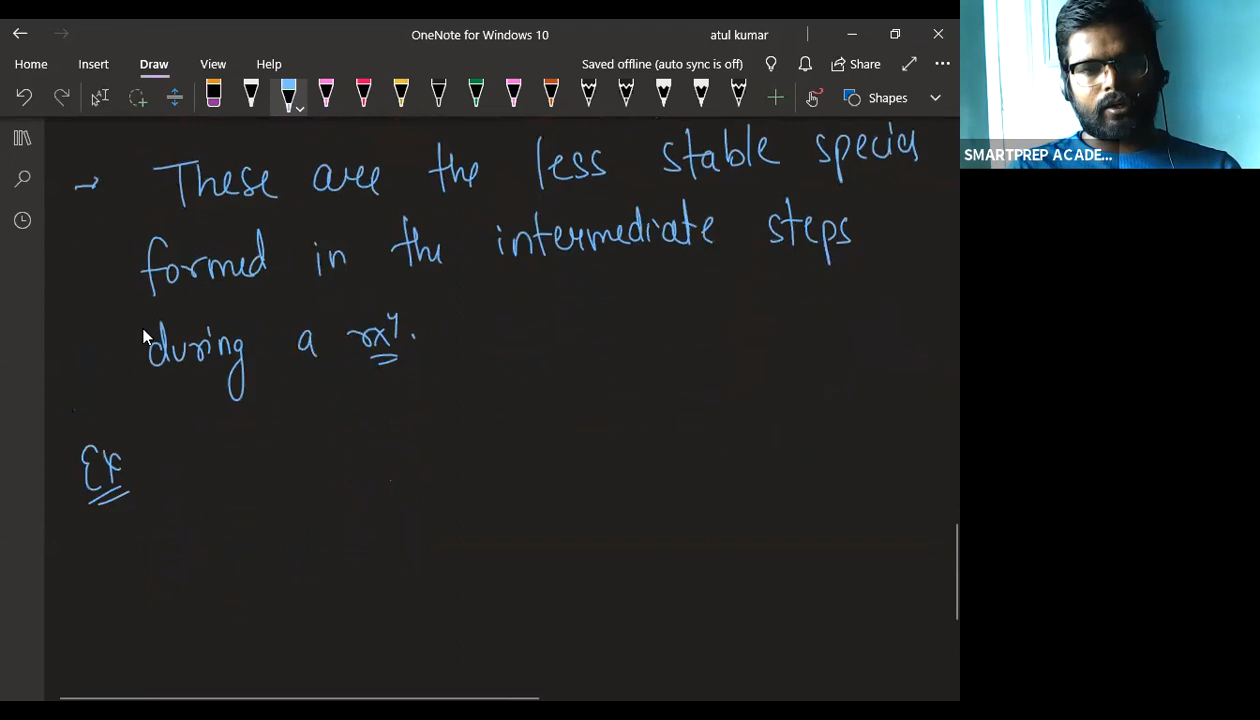 OneNote for Windows 10
atul kumar
Home Insert Draw View Help
Saved offline (auto sync is off)
Share
Shapes
SMARTPREP ACADE...
→ These are the less stable species
formed in the intermediate steps
during a rxⁿ.
Ex